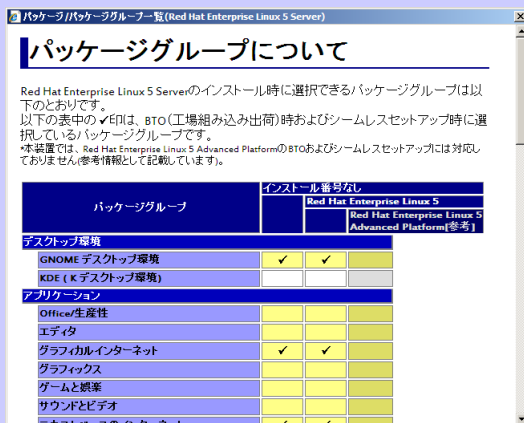 パッケージ/パッケージグループ一覧(Red Hat Enterprise Linux 5 Server)
パッケージグループについて
Red Hat Enterprise Linux 5 Serverのインストール時に選択できるパッケージグループは以
下のとおりです。
以下の表中の✓印は、BTO(工場組み込み出荷)時およびシームレスセットアップ時に選
択しているパッケージグループです。
*本装置では、Red Hat Enterprise Linux 5 Advanced PlatformのBTOおよびシームレスセットアップには対応し
ておりません(参考情報として記載しています)。
パッケージグループ
インストール番号なし
Red Hat Enterprise Linux 5
Red Hat Enterprise Linux 5
Advanced Platform[参考]
デスクトップ環境
GNOME デスクトップ環境 ✓ ✓
KDE ( K デスクトップ環境)
アプリケーション
Office/生産性
エディタ
グラフィカルインターネット ✓ ✓
グラフィックス
ゲームと娯楽
サウンドとビデオ